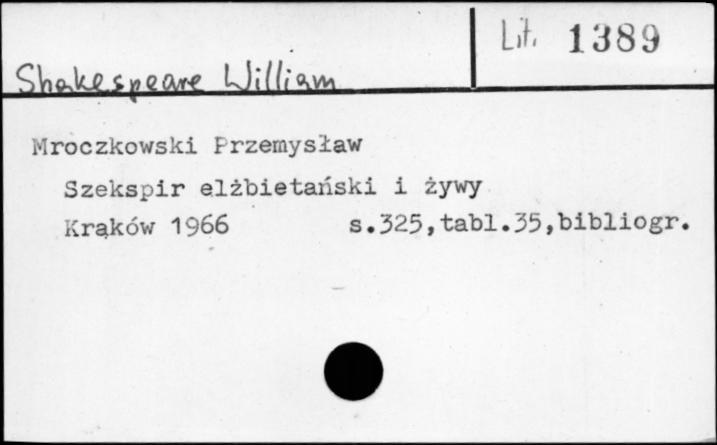 Lit. 1389
Shakespeare William
Mroczkowski Przemysław
Szekspir elżbietański i żywy
Kraków 1966 s.325,tabl.35,bibliogr.